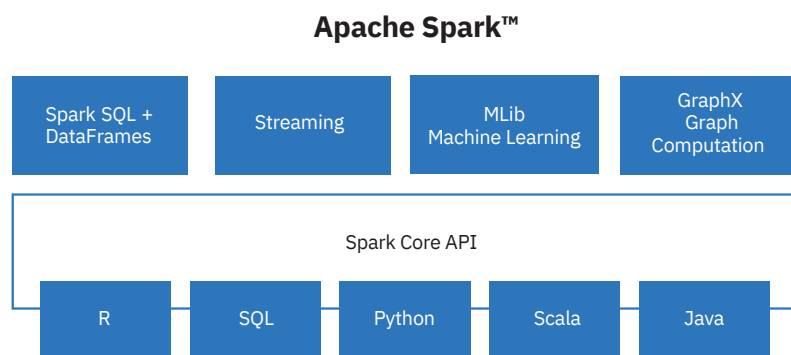 Apache Spark™
Spark SQL +
DataFrames
Streaming
MLib
Machine Learning
GraphX
Graph
Computation
Spark Core API
R
SQL
Python
Scala
Java